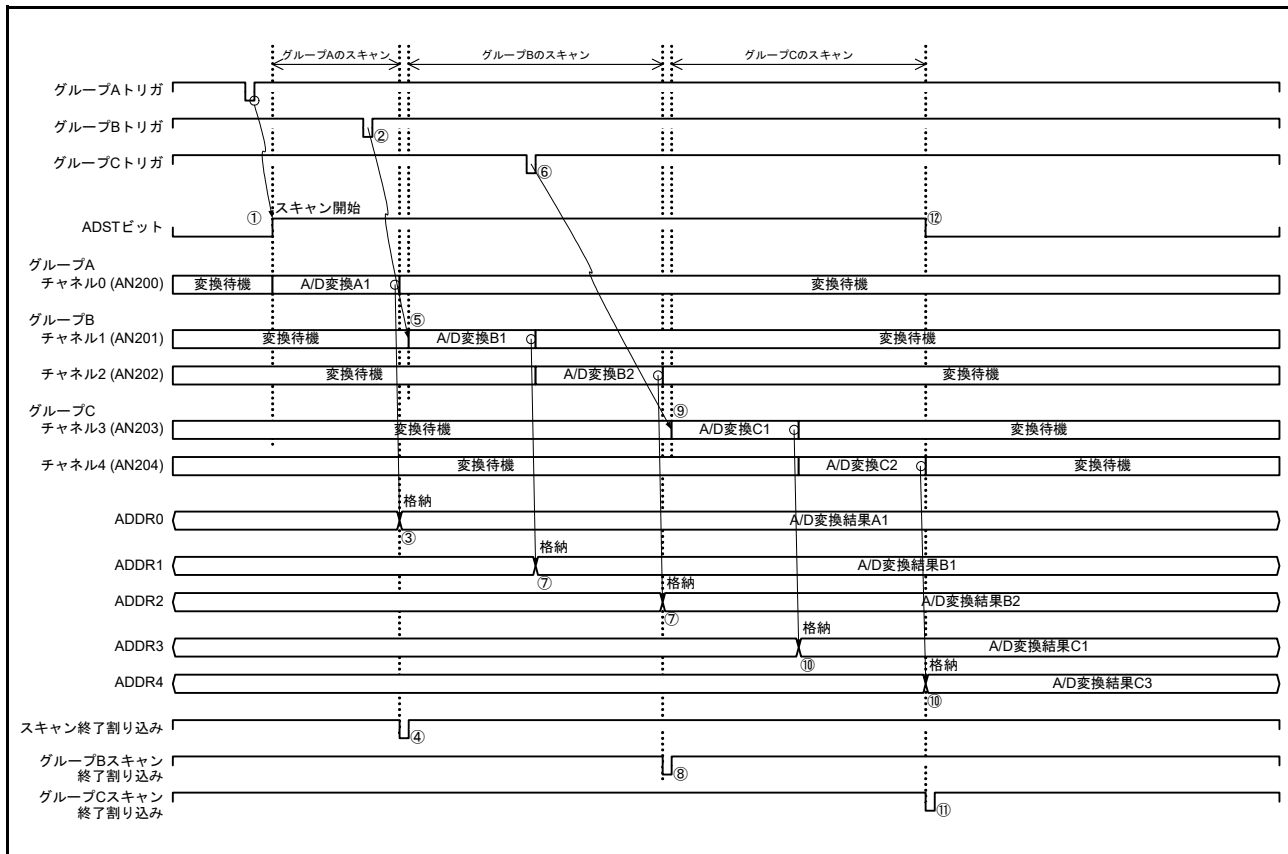 グループAのスキャン グループBのスキャン グループCのスキャン
グループAトリガ
グループBトリガ ②
グループCトリガ ⑥
① スキャン開始 ⑫
ADSTビット
グループA
チャネル0 (AN200) 変換待機 A/D変換A1 変換待機
グループB ⑤
チャネル1 (AN201) 変換待機 A/D変換B1 変換待機
チャネル2 (AN202) 変換待機 A/D変換B2 変換待機
グループC ⑨
チャネル3 (AN203) 変換待機 A/D変換C1 変換待機
チャネル4 (AN204) 変換待機 A/D変換C2 変換待機
格納
ADDR0 A/D変換結果A1
③
格納
ADDR1 A/D変換結果B1
⑦
格納
ADDR2 A/D変換結果B2
⑦
格納
ADDR3 A/D変換結果C1
⑩
格納
ADDR4 A/D変換結果C3
⑩
スキャン終了割り込み ④
グループBスキャン
終了割り込み ⑧
グループCスキャン
終了割り込み ⑪